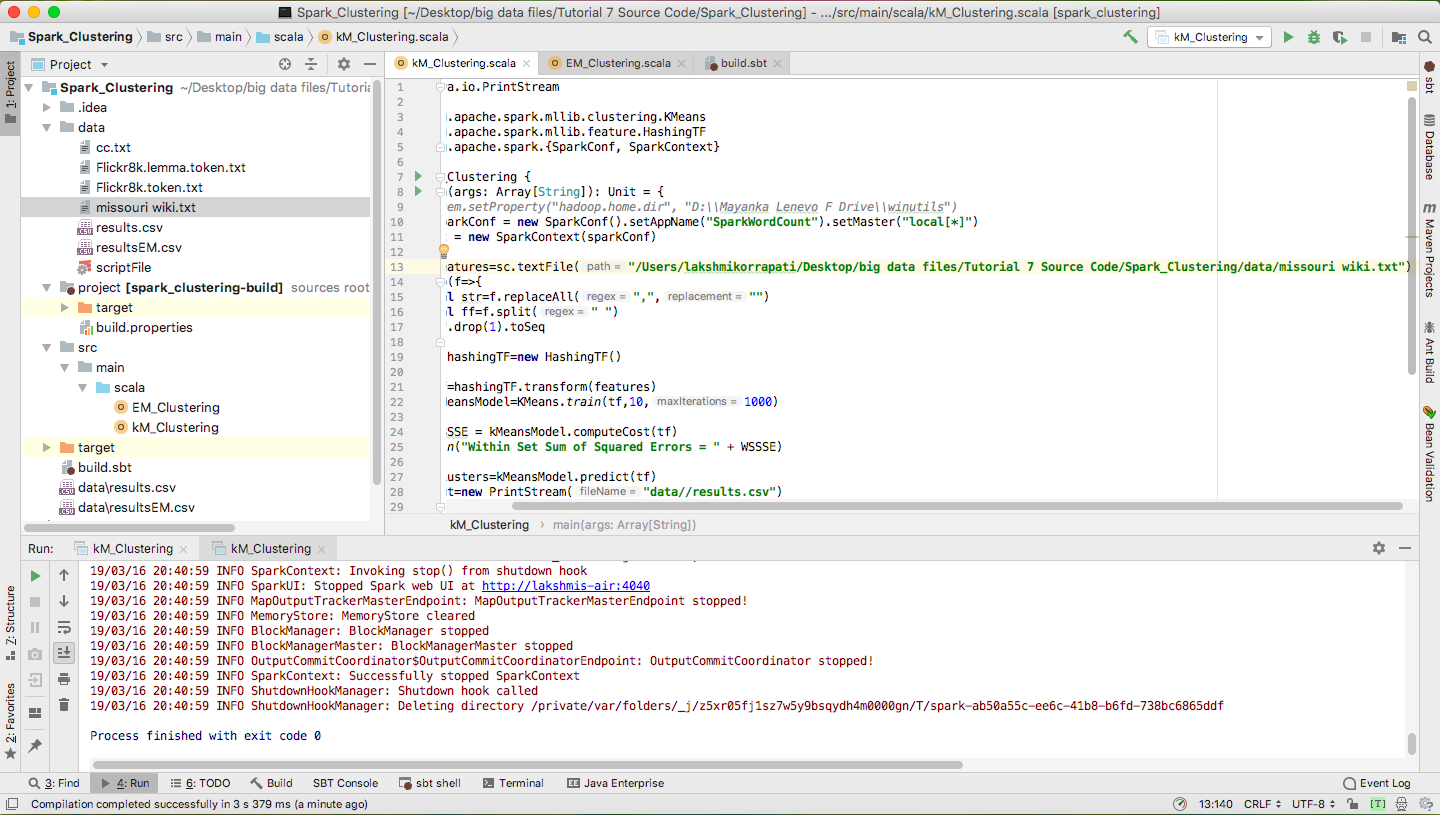 Spark_Clustering [~/Desktop/big data files/Tutorial 7 Source Code/Spark_Clustering] - .../src/main/scala/kM_Clustering.scala [spark_clustering]
Spark_Clustering src main scala kM_Clustering.scala kM_Clustering
1: Project
7: Structure
2: Favorites
Project
Spark_Clustering ~/Desktop/big data files/Tutoria
.idea
data
cc.txt
Flickr8k.lemma.token.txt
Flickr8k.token.txt
missouri wiki.txt
results.csv
resultsEM.csv
scriptFile
project [spark_clustering-build] sources root
target
build.properties
src
main
scala
EM_Clustering
kM_Clustering
target
build.sbt
data\results.csv
data\resultsEM.csv
kM_Clustering.scala EM_Clustering.scala build.sbt
1 a.io.PrintStream
2
3 .apache.spark.mllib.clustering.KMeans
4 .apache.spark.mllib.feature.HashingTF
5 .apache.spark.{SparkConf, SparkContext}
6
7 Clustering {
8 (args: Array[String]): Unit = {
9 em.setProperty("hadoop.home.dir", "D:\\Mayanka Lenevo F Drive\\winutils")
10 arkConf = new SparkConf().setAppName("SparkWordCount").setMaster("local[*]")
11 = new SparkContext(sparkConf)
12
13 atures=sc.textFile( path = "/Users/lakshmikorrapati/Desktop/big data files/Tutorial 7 Source Code/Spark_Clustering/data/missouri wiki.txt")
14 (f=>{
15 l str=f.replaceAll( regex = ",", replacement = "")
16 l ff=f.split( regex = " ")
17 .drop(1).toSeq
18
19 hashingTF=new HashingTF()
20
21 =hashingTF.transform(features)
22 MeansModel=KMeans.train(tf,10, maxIterations = 1000)
23
24 SSE = kMeansModel.computeCost(tf)
25 n("Within Set Sum of Squared Errors = " + WSSSE)
26
27 usters=kMeansModel.predict(tf)
28 t=new PrintStream( fileName = "data//results.csv")
29
kM_Clustering main(args: Array[String])
sbt
Database
m Maven Projects
Ant Build
Bean Validation
Run: kM_Clustering kM_Clustering
19/03/16 20:40:59 INFO SparkContext: Invoking stop() from shutdown hook
19/03/16 20:40:59 INFO SparkUI: Stopped Spark web UI at http://lakshmis-air:4040
19/03/16 20:40:59 INFO MapOutputTrackerMasterEndpoint: MapOutputTrackerMasterEndpoint stopped!
19/03/16 20:40:59 INFO MemoryStore: MemoryStore cleared
19/03/16 20:40:59 INFO BlockManager: BlockManager stopped
19/03/16 20:40:59 INFO BlockManagerMaster: BlockManagerMaster stopped
19/03/16 20:40:59 INFO OutputCommitCoordinator$OutputCommitCoordinatorEndpoint: OutputCommitCoordinator stopped!
19/03/16 20:40:59 INFO SparkContext: Successfully stopped SparkContext
19/03/16 20:40:59 INFO ShutdownHookManager: Shutdown hook called
19/03/16 20:40:59 INFO ShutdownHookManager: Deleting directory /private/var/folders/_j/z5xr05fj1sz7w5y9bsqydh4m0000gn/T/spark-ab50a55c-ee6c-41b8-b6fd-738bc6865ddf
Process finished with exit code 0
3: Find 4: Run 6: TODO Build SBT Console sbt shell Terminal Java Enterprise Event Log
Compilation completed successfully in 3 s 379 ms (a minute ago) 13:140 CRLF UTF-8 [T]